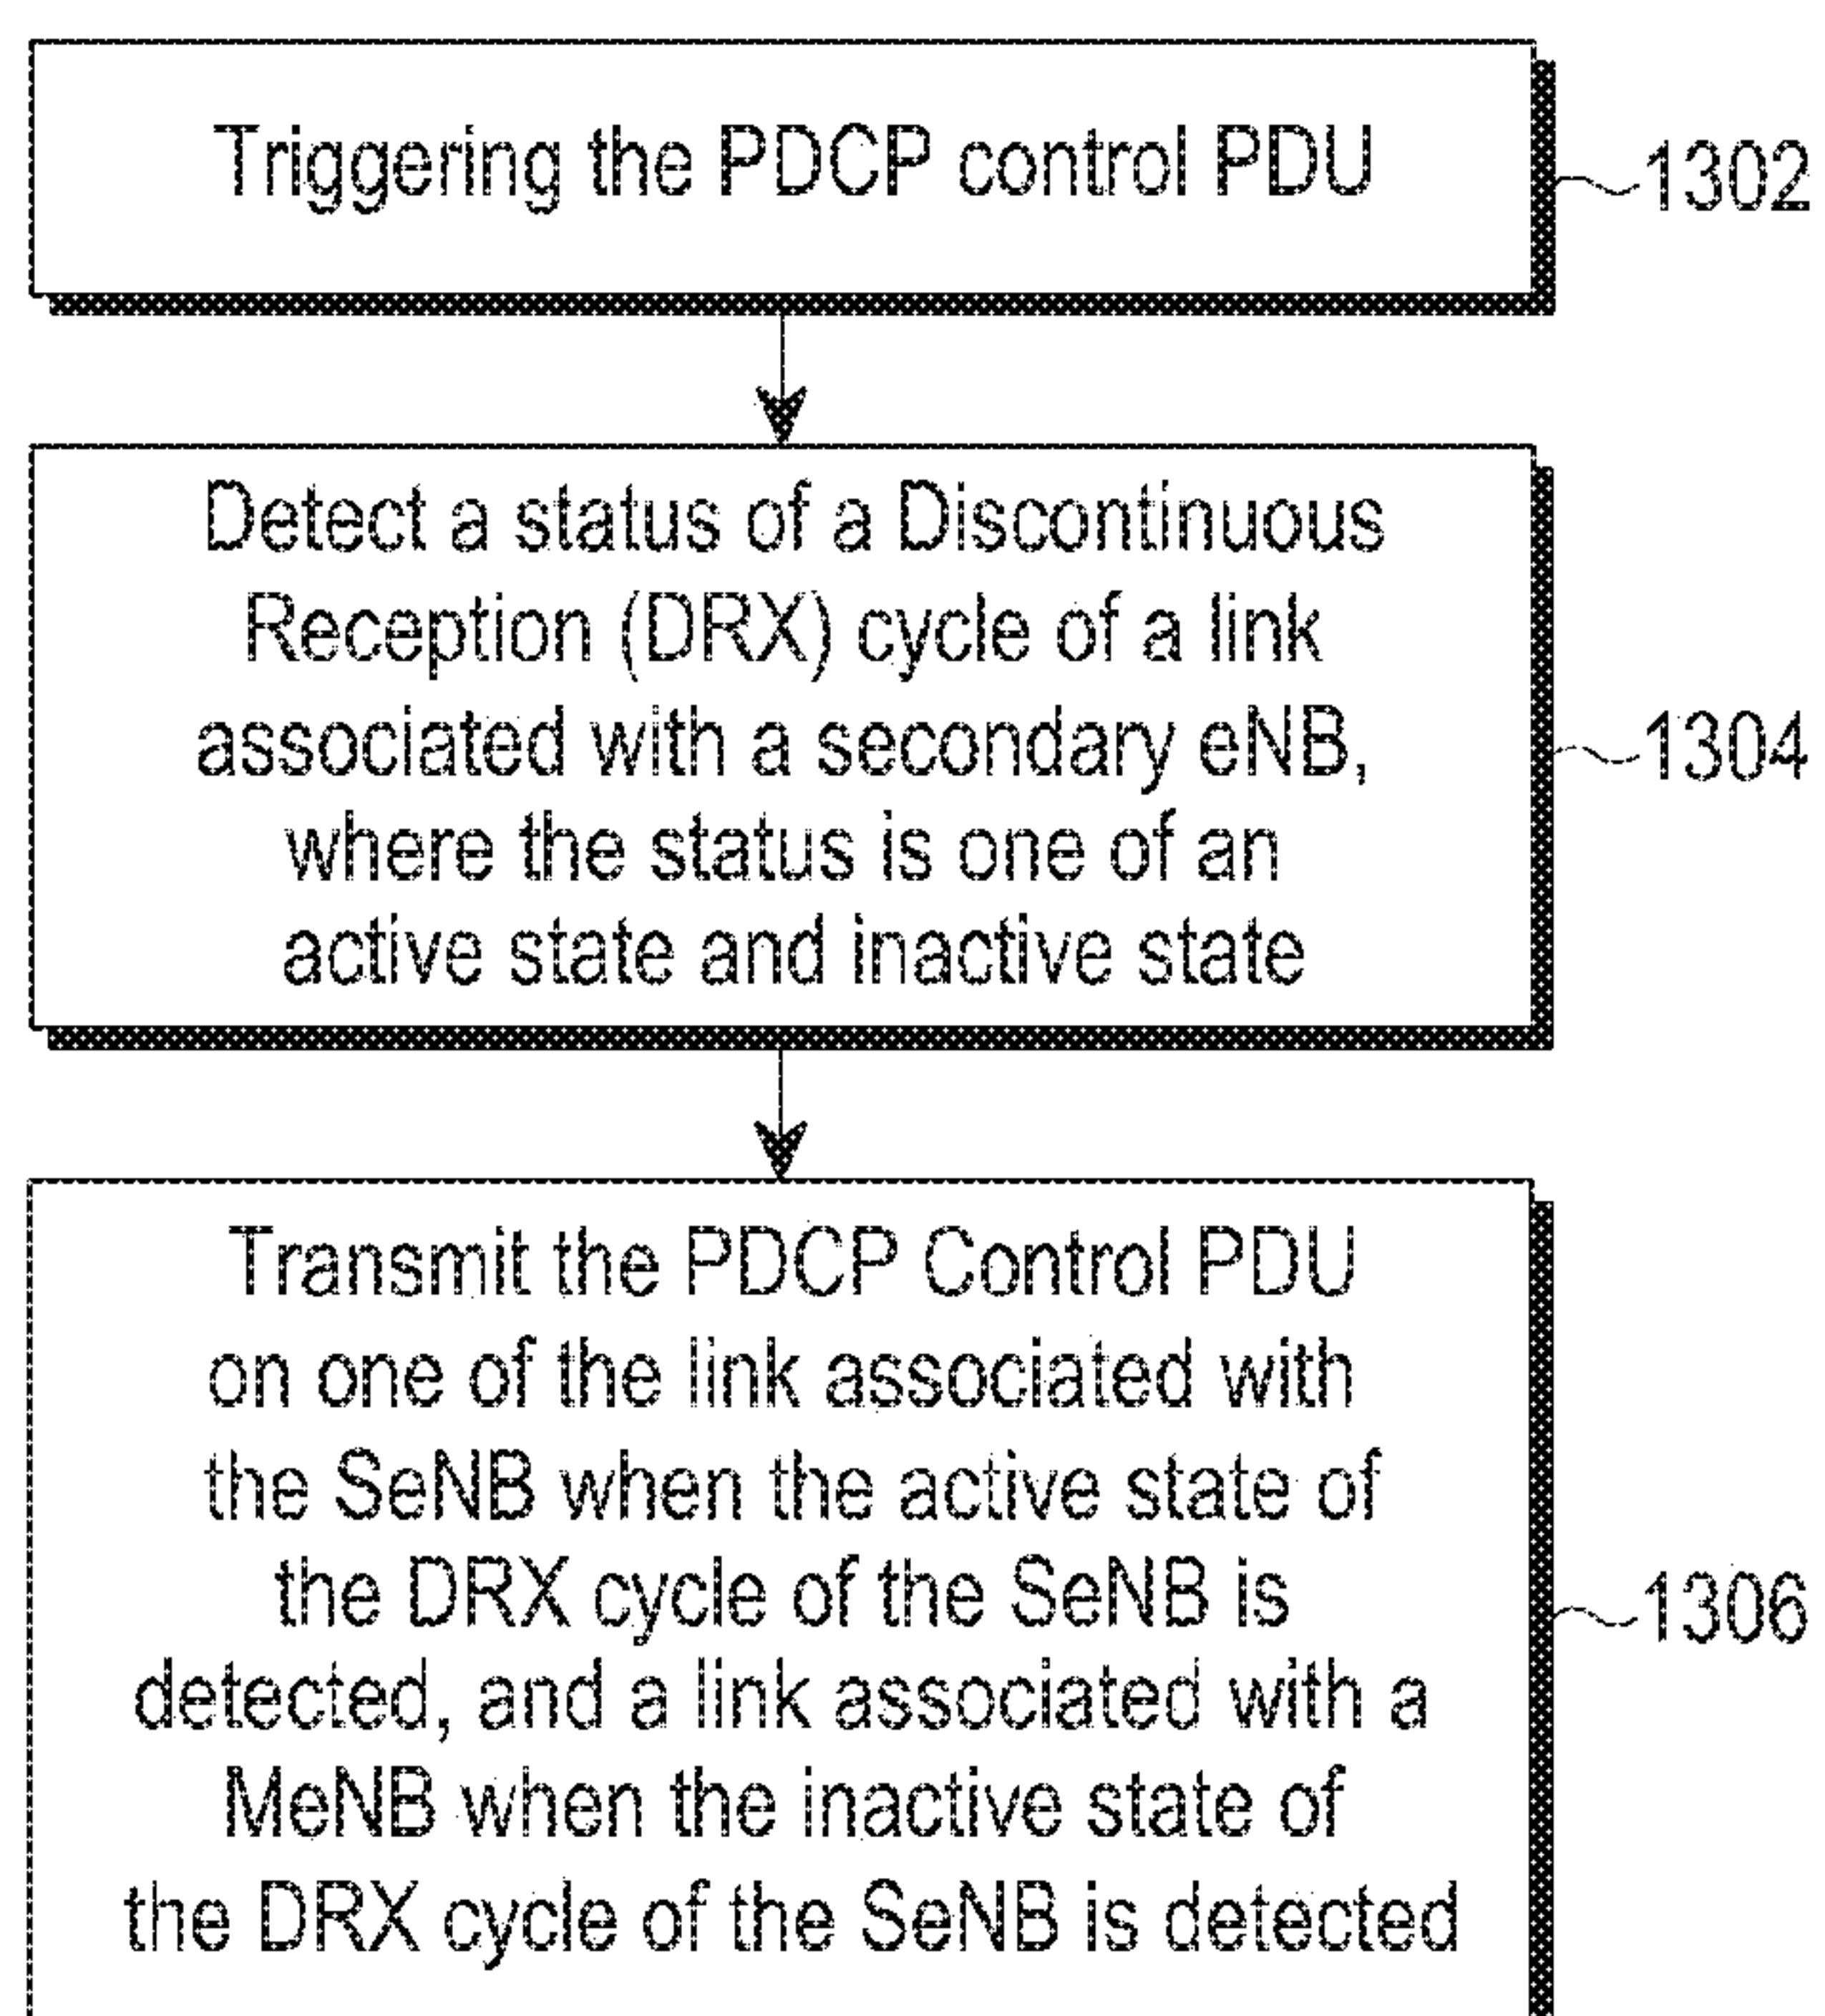 Triggering the PDCP control PDU
1302
Detect a status of a Discontinuous
Reception (DRX) cycle of a link
associated with a secondary eNB,
where the status is one of an
active state and inactive state
1304
Transmit the PDCP Control PDU
on one of the link associated with
the SeNB when the active state of
the DRX cycle of the SeNB is
detected, and a link associated with a
MeNB when the inactive state of
the DRX cycle of the SeNB is detected
1306